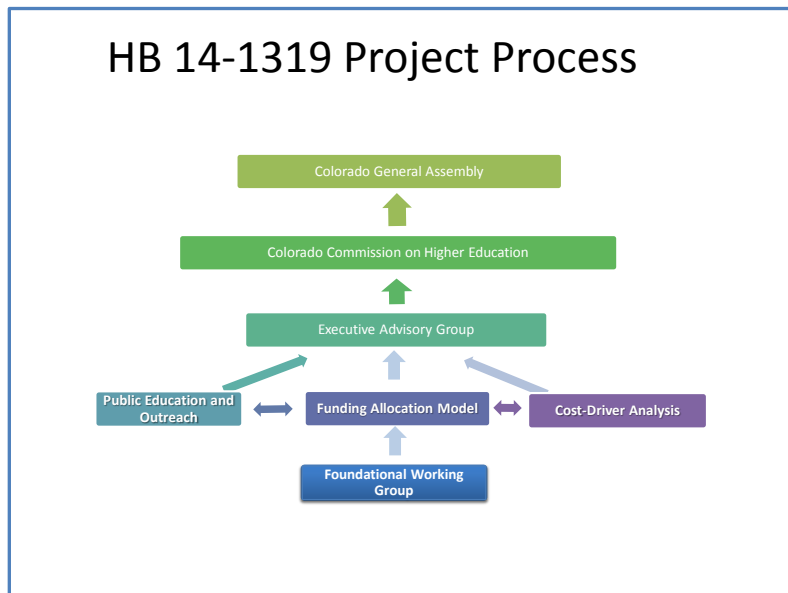 HB 14-1319 Project Process
Colorado General Assembly
Colorado Commission on Higher Education
Executive Advisory Group
Public Education and
Outreach
Funding Allocation Model
Cost-Driver Analysis
Foundational Working
Group